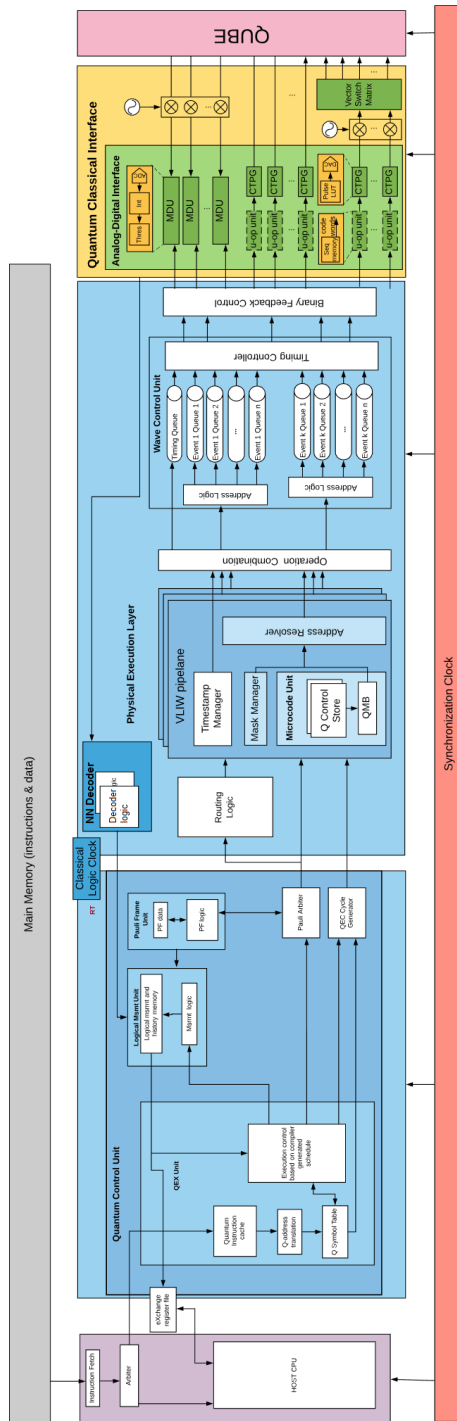 Main Memory (instructions & data)
Instruction Fetch
Arbiter
HOST CPU
eXchange
register file
Quantum Control Unit
QEX Unit
Quantum
Instruction
cache
Q-address
translation
Q Symbol Table
Execution control
based on compiler
generated
schedule
Logical Msmt Unit
Logical msmnt and
history memory
Msmnt logic
Pauli Frame
Unit
PF data
PF logic
Pauli Arbiter
QEC Cycle
Generator
RT
Classical
Logic Clock
NN Decoder
Decoder
logic
Physical Execution Layer
Routing
Logic
VLIW pipelane
Timestamp
Manager
Mask Manager
Microcode Unit
Q Control
Store
QMB
Address Resolver
Operation Combination
Wave Control Unit
Address Logic
Address Logic
Timing Queue
Event 1 Queue 1
Event 1 Queue 2
...
Event 1 Queue n
Event k Queue 1
Event k Queue 2
...
Event k Queue n
Timing Controller
Binary Feedback Control
Quantum Classical Interface
Analog-Digital Interface
Thres
Int
ADC
MDU
MDU
...
MDU
u-op unit
CTPG
u-op unit
CTPG
...
u-op unit
CTPG
Seq
code
memory
words
Pulse
LUT
DAC
u-op unit
CTPG
...
u-op unit
CTPG
...
...
Vector
Switch
Matrix
...
QUBE
Synchronization Clock